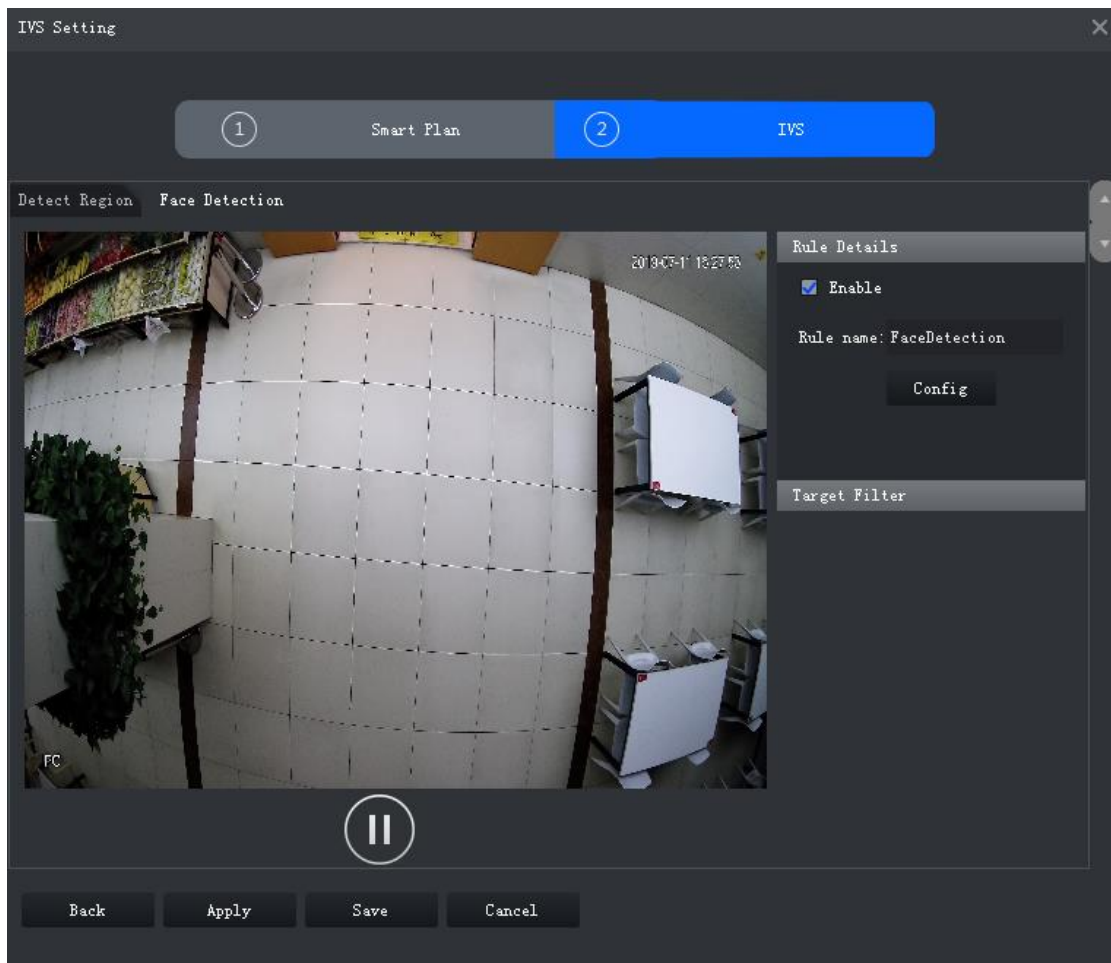 IVS Setting
1 Smart Plan 2 IVS
Detect Region Face Detection
Rule Details
Enable
Rule name: FaceDetection
Config
Target Filter
Back Apply Save Cancel